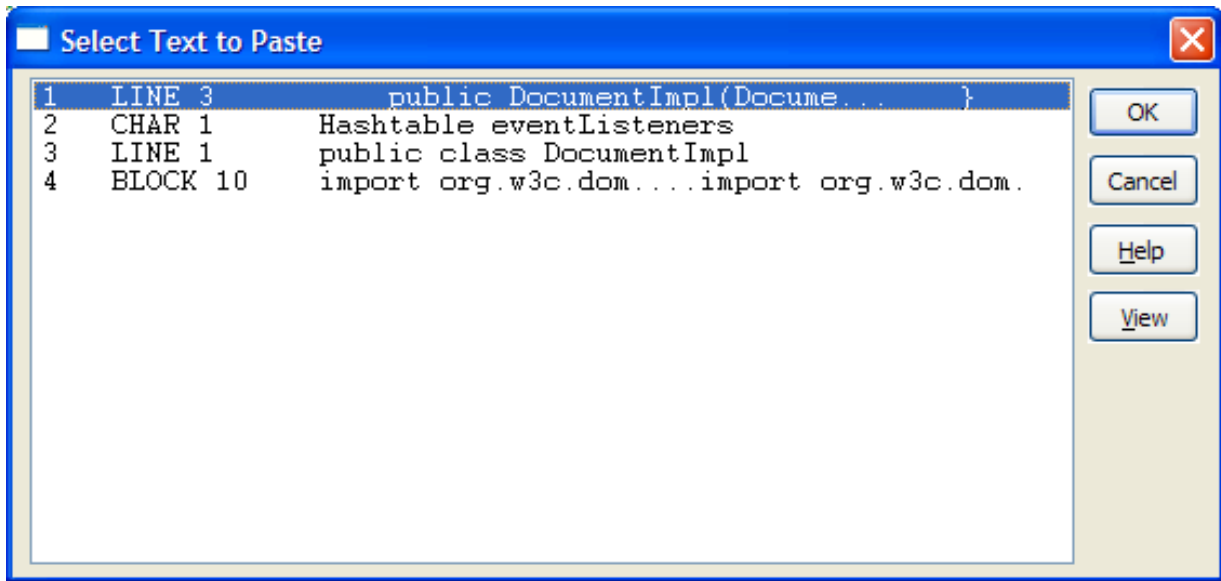 Select Text to Paste
1 LINE 3 public DocumentImpl(Docume... }
2 CHAR 1 Hashtable eventListeners
3 LINE 1 public class DocumentImpl
4 BLOCK 10 import org.w3c.dom....import org.w3c.dom.
OK
Cancel
Help
View